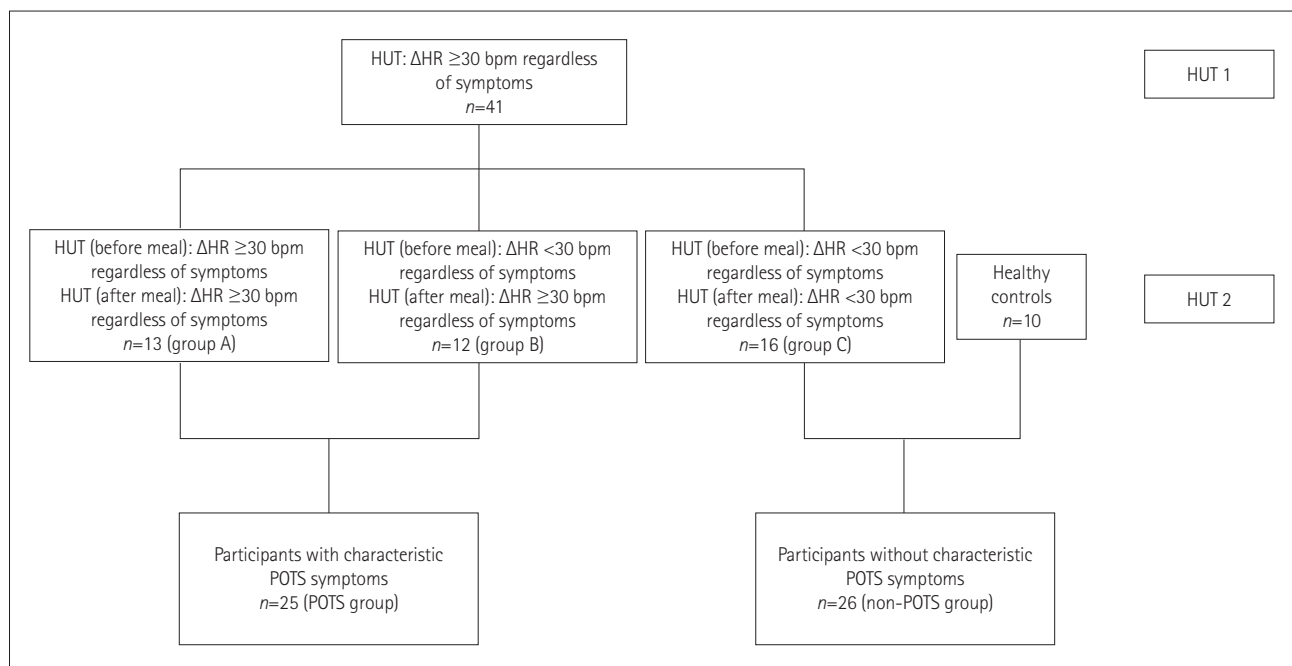 HUT: ΔHR ≥30 bpm regardless
of symptoms
n=41
HUT 1
HUT (before meal): ΔHR ≥30 bpm
regardless of symptoms
HUT (after meal): ΔHR ≥30 bpm
regardless of symptoms
n=13 (group A)
HUT (before meal): ΔHR <30 bpm
regardless of symptoms
HUT (after meal): ΔHR ≥30 bpm
regardless of symptoms
n=12 (group B)
HUT (before meal): ΔHR <30 bpm
regardless of symptoms
HUT (after meal): ΔHR <30 bpm
regardless of symptoms
n=16 (group C)
Healthy
controls
n=10
HUT 2
Participants with characteristic
POTS symptoms
n=25 (POTS group)
Participants without characteristic
POTS symptoms
n=26 (non-POTS group)